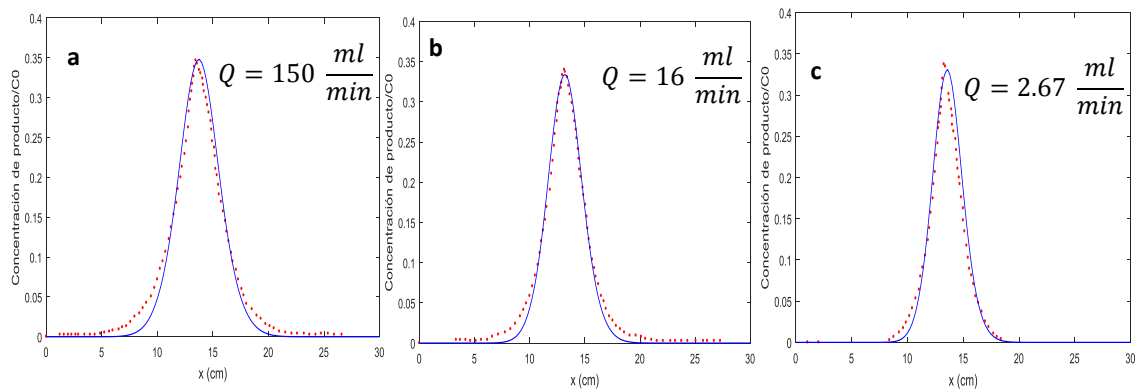 a
Q = 150 ml/min
Concentración de producto/C0
0.4
0.35
0.3
0.25
0.2
0.15
0.1
0.05
0
0 5 10 15 20 25 30
x (cm)
b
Q = 16 ml/min
Concentración de producto/C0
0.4
0.35
0.3
0.25
0.2
0.15
0.1
0.05
0
0 5 10 15 20 25 30
x (cm)
c
Q = 2.67 ml/min
Concentración de producto/C0
0.4
0.35
0.3
0.25
0.2
0.15
0.1
0.05
0
0 5 10 15 20 25 30
x (cm)